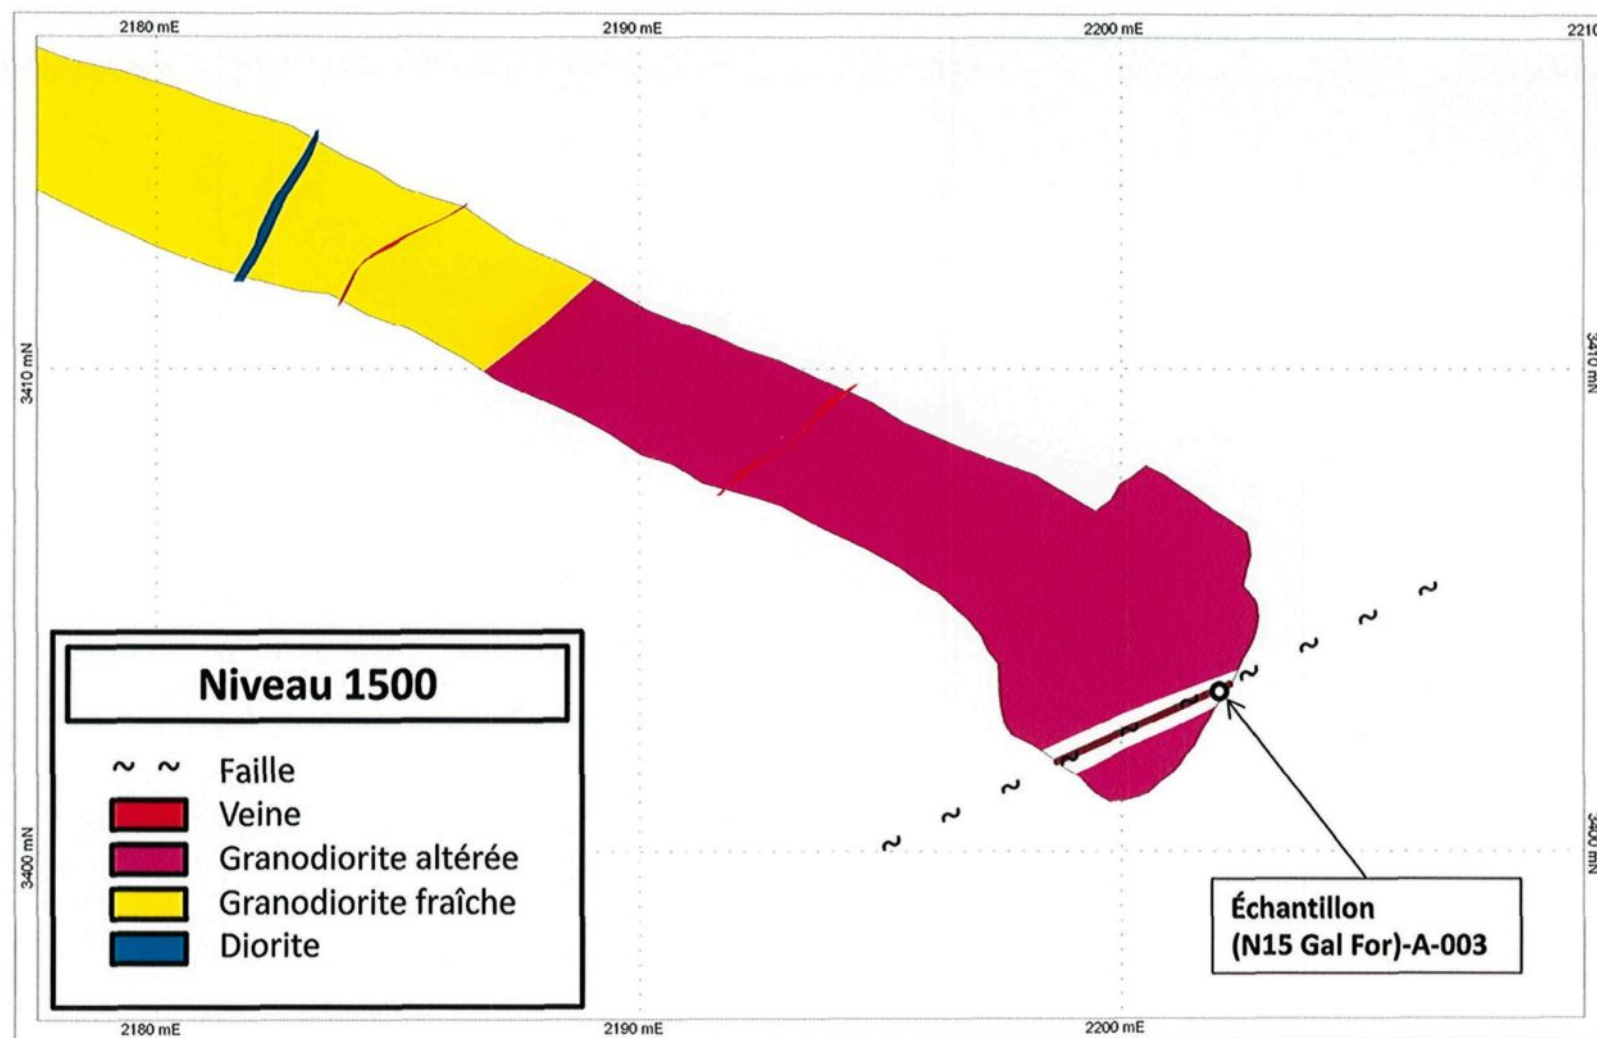 2180 mE
2190 mE
2200 mE
2210
3410 mN
3410 mN
Niveau 1500
~ ~ Faille
Veine
Granodiorite altérée
Granodiorite fraîche
Diorite
3400 mN
3400 mN
Échantillon
(N15 Gal For)-A-003
2180 mE
2190 mE
2200 mE